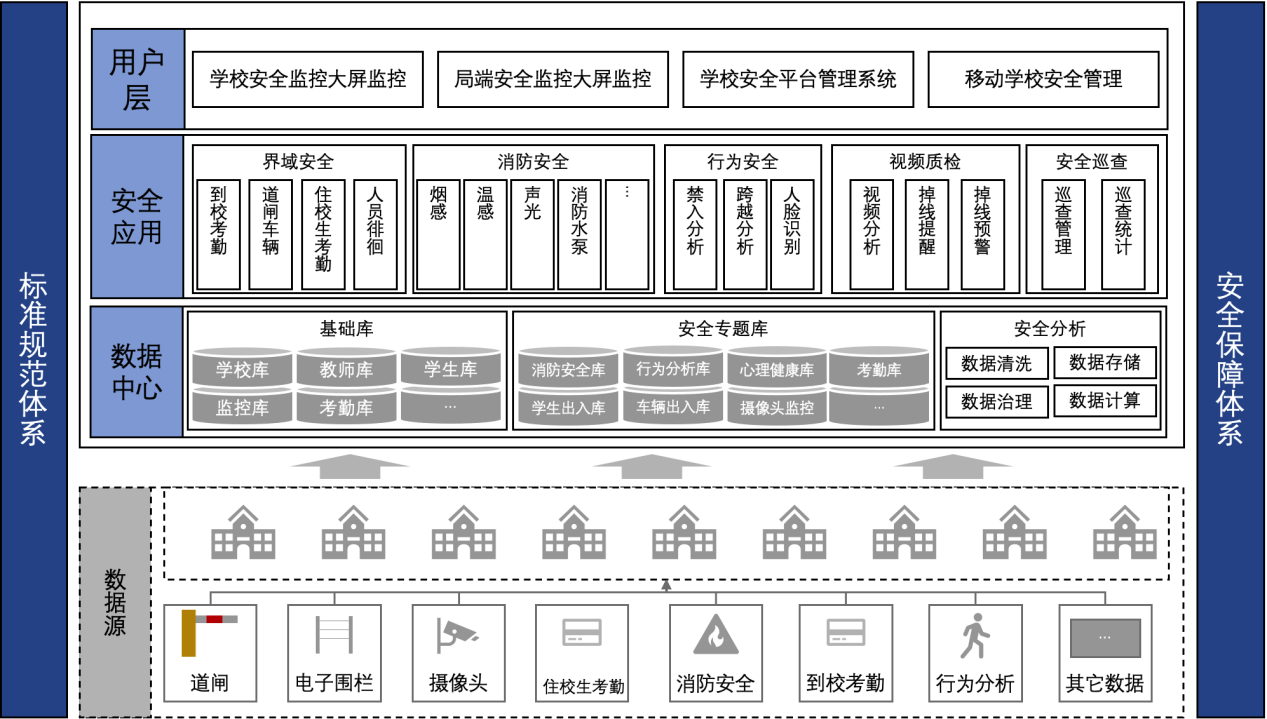 标准规范体系
用户层
学校安全监控大屏监控
局端安全监控大屏监控
学校安全平台管理系统
移动学校安全管理
安全应用
界域安全
到校考勤
道闸车辆
住校生考勤
人员徘徊
消防安全
烟感
温感
声光
消防水泵
...
行为安全
禁入分析
跨越分析
人脸识别
视频质检
视频分析
掉线提醒
掉线预警
安全巡查
巡查管理
巡查统计
数据中心
基础库
学校库
教师库
学生库
监控库
考勤库
...
安全专题库
消防安全库
行为分析库
心理健康库
考勤库
学生出入库
车辆出入库
摄像头监控
...
安全分析
数据清洗
数据存储
数据治理
数据计算
数据源
道闸
电子围栏
摄像头
住校生考勤
消防安全
到校考勤
行为分析
...
其它数据
安全保障体系